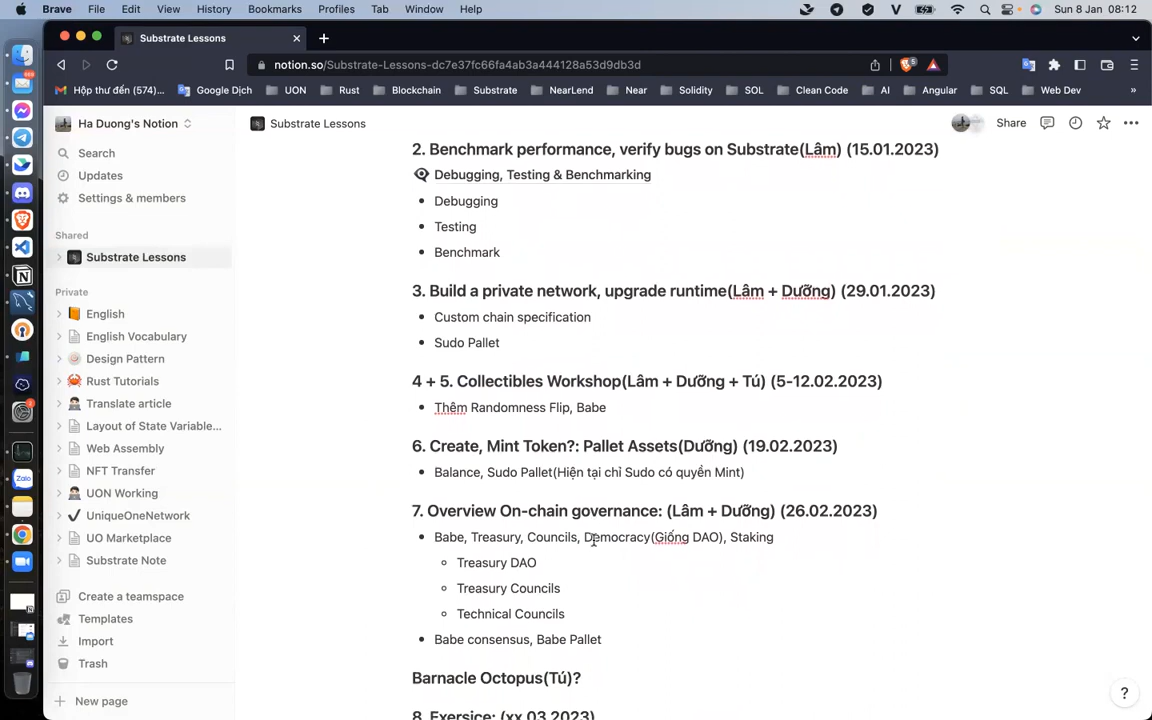 Brave File Edit View History Bookmarks Profiles Tab Window Help Sun 8 Jan 08:12
Substrate Lessons
notion.so/Substrate-Lessons-dc7e37fc66fa4ab3a444128a53d9db3d
Hộp thư đến (574)... Google Dịch UON Rust Blockchain Substrate NearLend Near Solidity SOL Clean Code AI Angular SQL Web Dev »
Ha Duong's Notion
Substrate Lessons
Share
Search
Updates
Settings & members
Shared
Substrate Lessons
Private
English
English Vocabulary
Design Pattern
Rust Tutorials
Translate article
Layout of State Variable...
Web Assembly
NFT Transfer
UON Working
UniqueOneNetwork
UO Marketplace
Substrate Note
Create a teamspace
Templates
Import
Trash
New page
2. Benchmark performance, verify bugs on Substrate(Lâm) (15.01.2023)
Debugging, Testing & Benchmarking
• Debugging
• Testing
• Benchmark
3. Build a private network, upgrade runtime(Lâm + Dưỡng) (29.01.2023)
• Custom chain specification
• Sudo Pallet
4 + 5. Collectibles Workshop(Lâm + Dưỡng + Tú) (5-12.02.2023)
• Thêm Randomness Flip, Babe
6. Create, Mint Token?: Pallet Assets(Dưỡng) (19.02.2023)
• Balance, Sudo Pallet(Hiện tại chỉ Sudo có quyền Mint)
7. Overview On-chain governance: (Lâm + Dưỡng) (26.02.2023)
• Babe, Treasury, Councils, Democracy(Giống DAO), Staking
Treasury DAO
Treasury Councils
Technical Councils
• Babe consensus, Babe Pallet
Barnacle Octopus(Tú)?
8. Exersice: (xx.03.2023)
?